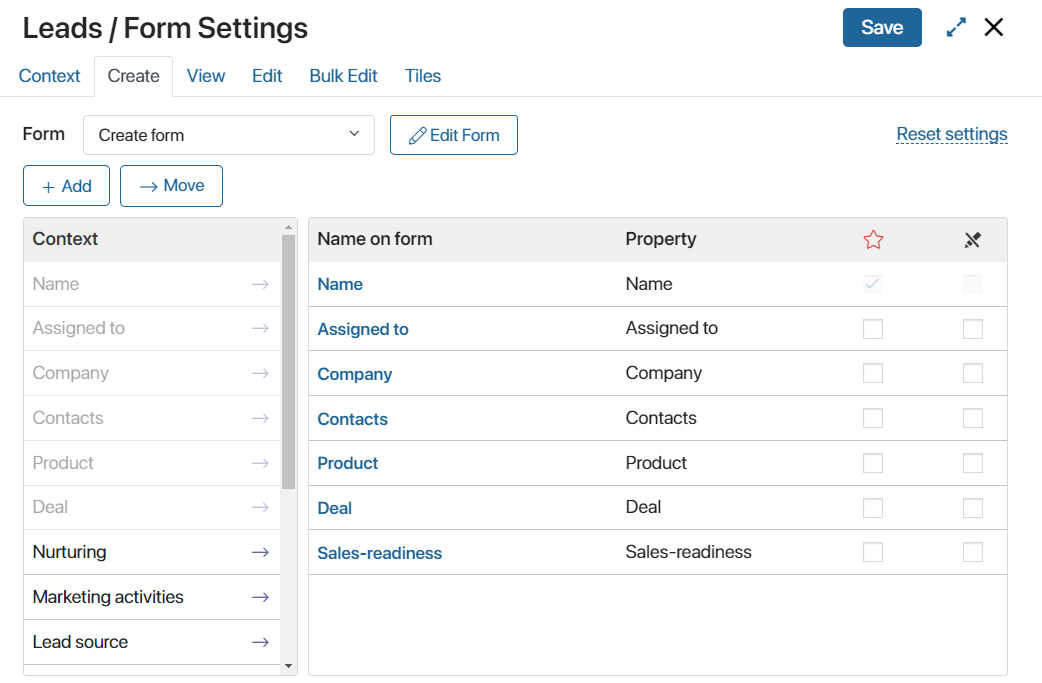 Leads / Form Settings
Save
Context Create View Edit Bulk Edit Tiles
Form Create form Edit Form Reset settings
+ Add → Move
Context
Name →
Assigned to →
Company →
Contacts →
Product →
Deal →
Nurturing →
Marketing activities →
Lead source →
Name on form Property
Name Name
Assigned to Assigned to
Company Company
Contacts Contacts
Product Product
Deal Deal
Sales-readiness Sales-readiness